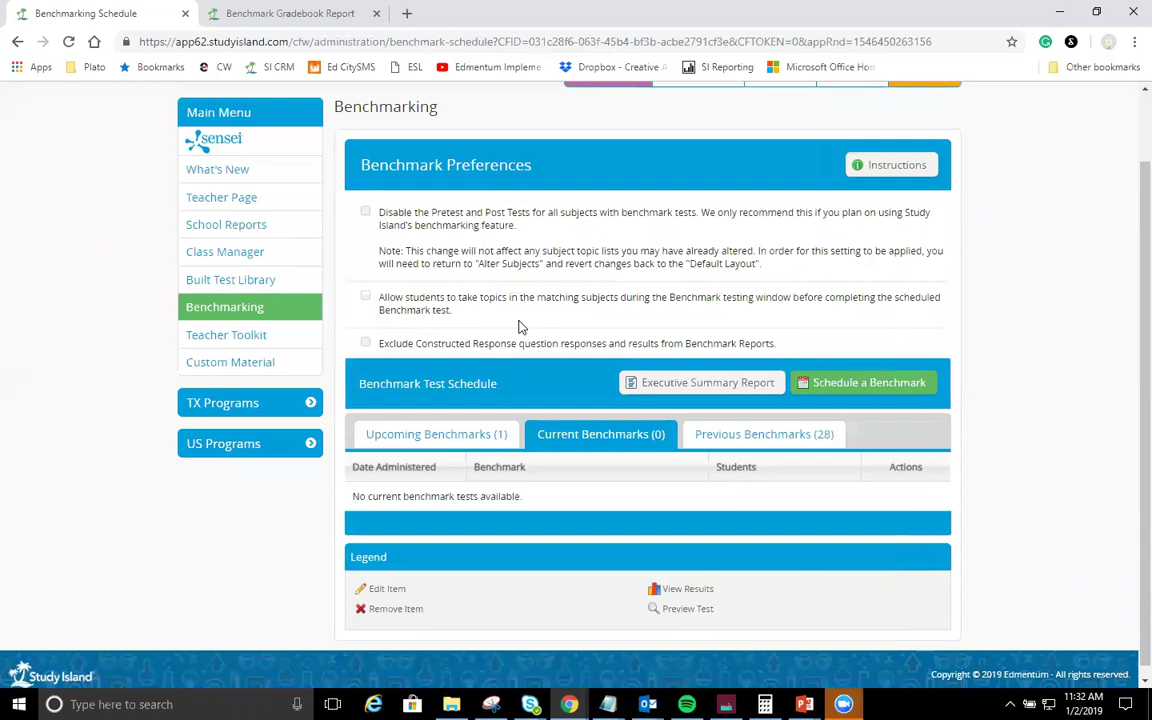 Benchmarking Schedule
Benchmark Gradebook Report
https://app62.studyisland.com/cfw/administration/benchmark-schedule?CFID=031c28f6-063f-45b4-bf3b-acbe2791cf3e&CFTOKEN=0&appRnd=1546450263156
Apps
Plato
Bookmarks
CW
SI CRM
Ed CitySMS
ESL
Edmentum Impleme
Dropbox - Creative
SI Reporting
Microsoft Office Hom
Other bookmarks
Main Menu
sensei
What's New
Teacher Page
School Reports
Class Manager
Built Test Library
Benchmarking
Teacher Toolkit
Custom Material
TX Programs
US Programs
Benchmarking
Benchmark Preferences
Instructions
Disable the Pretest and Post Tests for all subjects with benchmark tests. We only recommend this if you plan on using Study
Island's benchmarking feature.
Note: This change will not affect any subject topic lists you may have already altered. In order for this setting to be applied, you
will need to return to "Alter Subjects" and revert changes back to the "Default Layout".
Allow students to take topics in the matching subjects during the Benchmark testing window before completing the scheduled
Benchmark test.
Exclude Constructed Response question responses and results from Benchmark Reports.
Benchmark Test Schedule
Executive Summary Report
Schedule a Benchmark
Upcoming Benchmarks (1)
Current Benchmarks (0)
Previous Benchmarks (28)
Date Administered
Benchmark
Students
Actions
No current benchmark tests available.
Legend
Edit Item
View Results
Remove Item
Preview Test
Study Island
Copyright © 2019 Edmentum - All rights reserved.
Type here to search
11:32 AM
1/2/2019